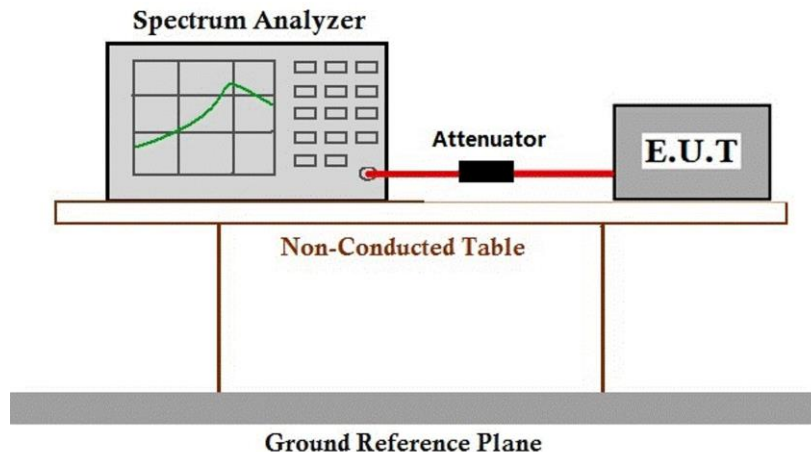 Spectrum Analyzer
Attenuator
E.U.T
Non-Conducted Table
Ground Reference Plane